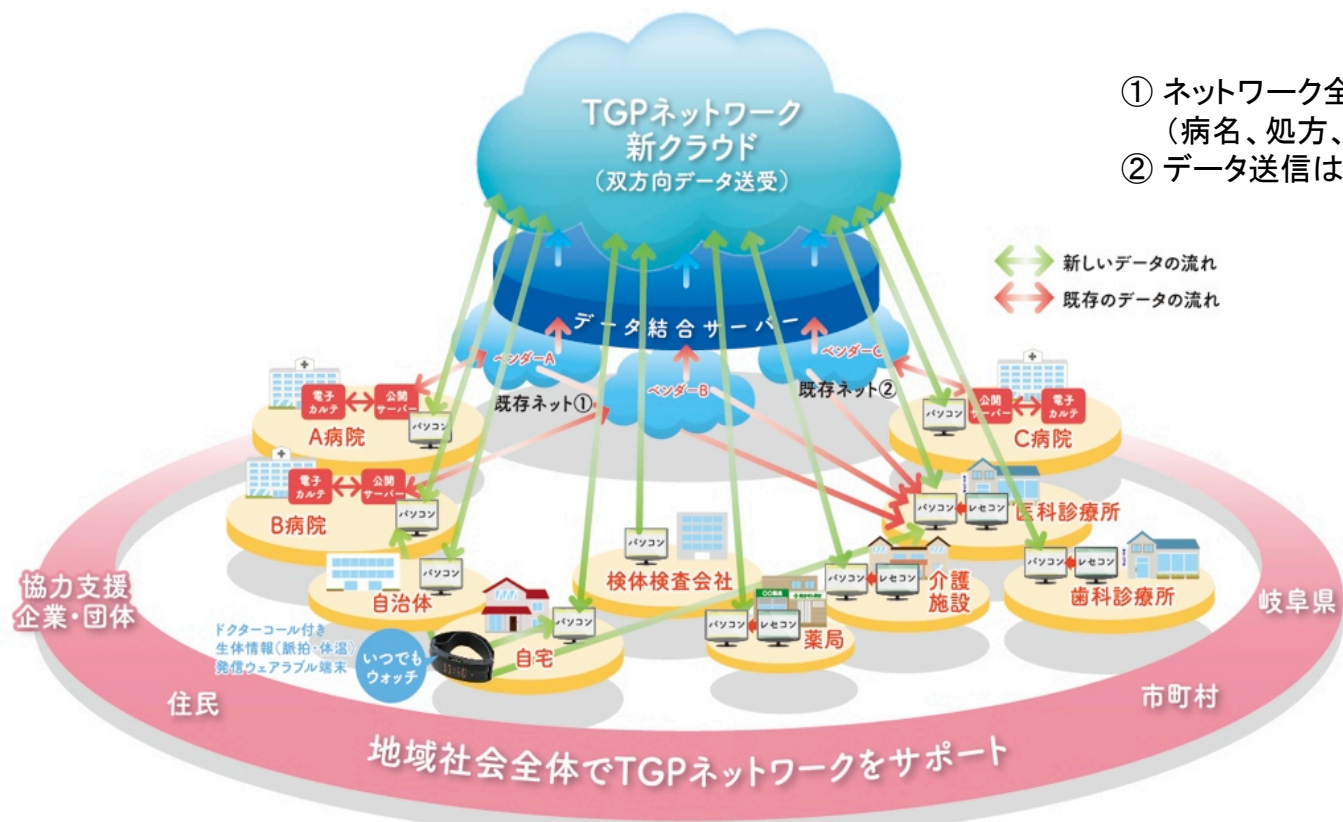 TGPネットワーク
新クラウド
（双方向データ送受）
① ネットワーク全
（病名、処方、
② データ送信は
新しいデータの流れ
既存のデータの流れ
データ結合サーバー
ベンダーA
ベンダーB
ベンダーC
既存ネット①
既存ネット②
電子
カルテ
公開
サーバー
パソコン
A病院
電子
カルテ
公開
サーバー
パソコン
B病院
パソコン
公開
サーバー
電子
カルテ
C病院
パソコン
レセコン
医科診療所
パソコン
自治体
パソコン
検体検査会社
パソコン
レセコン
介護
施設
パソコン
レセコン
歯科診療所
パソコン
自宅
パソコン
レセコン
〇〇薬局
薬局
ドクターコール付き
生体情報（脈拍・体温）
発信ウェアラブル端末
いつでも
ウォッチ
協力支援
企業・団体
住民
地域社会全体でTGPネットワークをサポート
市町村
岐阜県